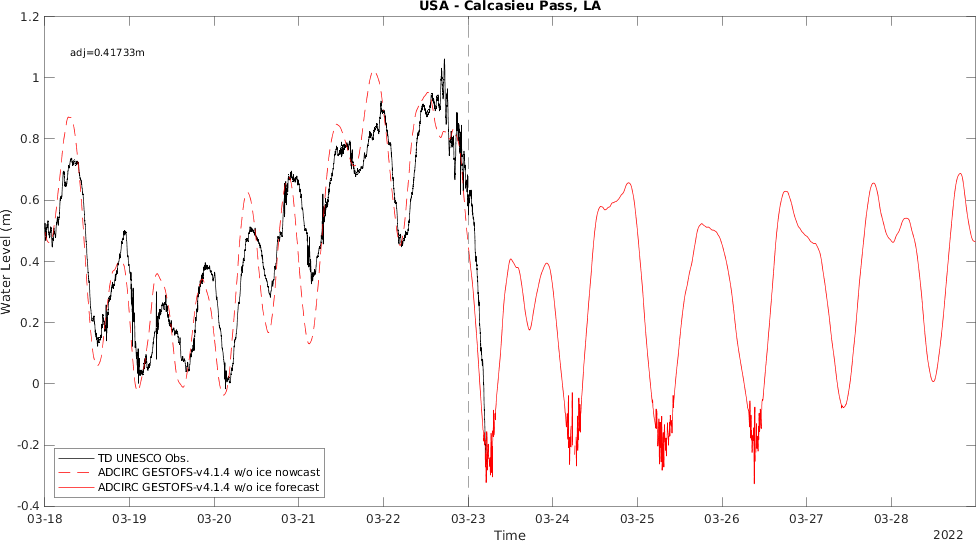 USA - Calcasieu Pass, LA
adj=0.41733m
1.2
1
0.8
0.6
0.4
0.2
0
-0.2
-0.4
Water Level (m)
TD UNESCO Obs.
ADCIRC GESTOFS-v4.1.4 w/o ice nowcast
ADCIRC GESTOFS-v4.1.4 w/o ice forecast
03-18 03-19 03-20 03-21 03-22 03-23 03-24 03-25 03-26 03-27 03-28
Time
2022